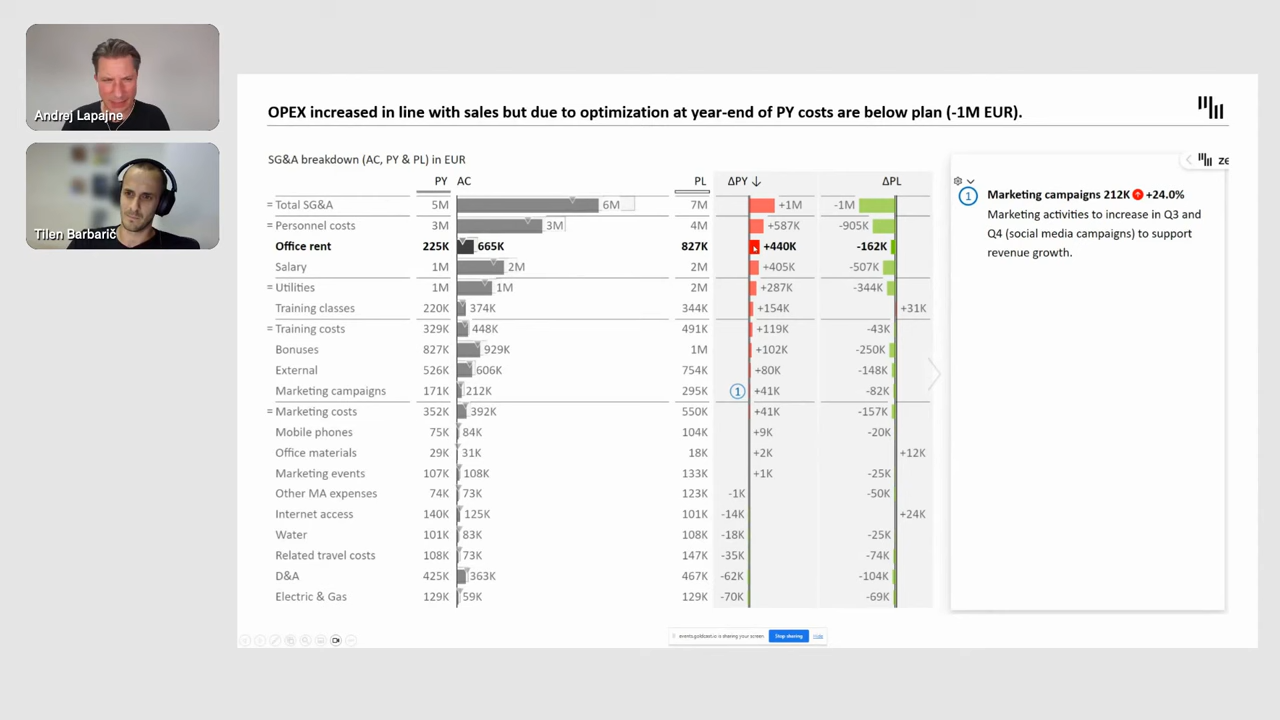 Andrej Lapajne
Tilen Barbarič
OPEX increased in line with sales but due to optimization at year-end of PY costs are below plan (-1M EUR).
SG&A breakdown (AC, PY & PL) in EUR
PY AC PL ΔPY ↓ ΔPL
= Total SG&A 5M 6M 7M +1M -1M
= Personnel costs 3M 3M 4M +587K -905K
Office rent 225K 665K 827K +440K -162K
Salary 1M 2M 2M +405K -507K
= Utilities 1M 1M 2M +287K -344K
Training classes 220K 374K 344K +154K +31K
= Training costs 329K 448K 491K +119K -43K
Bonuses 827K 929K 1M +102K -250K
External 526K 606K 754K +80K -148K
Marketing campaigns 171K 212K 295K 1 +41K -82K
= Marketing costs 352K 392K 550K +41K -157K
Mobile phones 75K 84K 104K +9K -20K
Office materials 29K 31K 18K +2K +12K
Marketing events 107K 108K 133K +1K -25K
Other MA expenses 74K 73K 123K -1K -50K
Internet access 140K 125K 101K -14K +24K
Water 101K 83K 108K -18K -25K
Related travel costs 108K 73K 147K -35K -74K
D&A 425K 363K 467K -62K -104K
Electric & Gas 129K 59K 129K -70K -69K
ze
1 Marketing campaigns 212K +24.0%
Marketing activities to increase in Q3 and
Q4 (social media campaigns) to support
revenue growth.
events.goldcast.io is sharing your screen. Stop sharing Hide